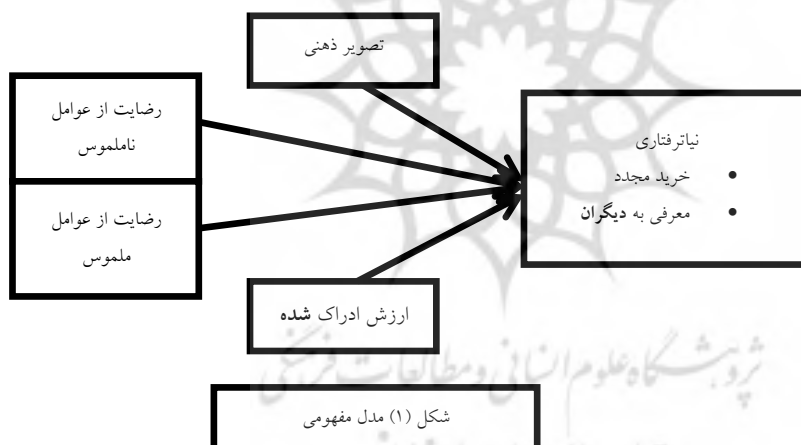 تصویر ذهنی
رضایت از عوامل
ناملموس
نیاترفتاری
• خرید مجدد
• معرفی به دیگران
رضایت از عوامل
ملموس
ارزش ادراک شده
پژوهشگاه علوم انسانی و مطالعات فرهنگی
شکل (۱) مدل مفهومی